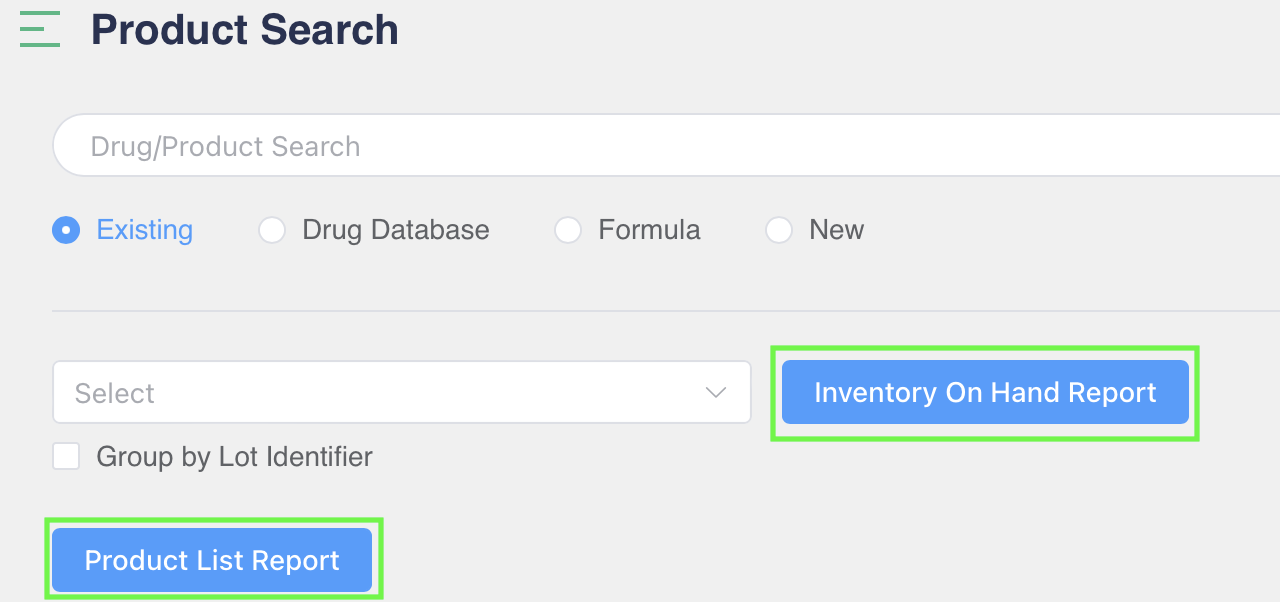 Product Search
Drug/Product Search
Existing Drug Database Formula New
Select Inventory On Hand Report
Group by Lot Identifier
Product List Report